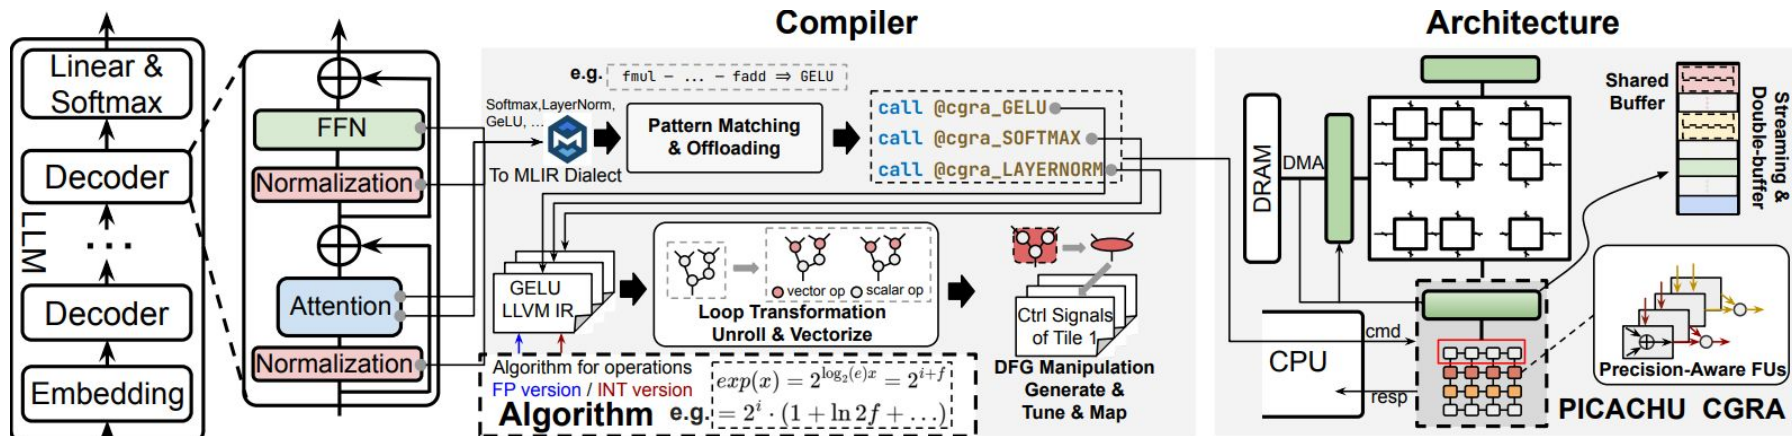 Compiler
Architecture
Linear &
Softmax
Decoder
...
Decoder
Embedding
LLM
FFN
Normalization
Attention
Normalization
e.g. fmul – ... – fadd ⇒ GELU
Softmax,LayerNorm,
GeLU, ...
To MLIR Dialect
Pattern Matching
& Offloading
call @cgra_GELU
call @cgra_SOFTMAX
call @cgra_LAYERNORM
GELU
LLVM IR
vector op
scalar op
Loop Transformation
Unroll & Vectorize
Ctrl Signals
of Tile 1
DFG Manipulation
Generate &
Tune & Map
Algorithm for operations
FP version / INT version
Algorithm e.g.
exp(x) = 2^{log_2(e)x} = 2^{i+f}
= 2^i · (1 + ln 2f + ...)
DRAM
DMA
CPU
cmd
resp
Shared
Buffer
Streaming &
Double-buffer
Precision-Aware FUs
PICACHU CGRA